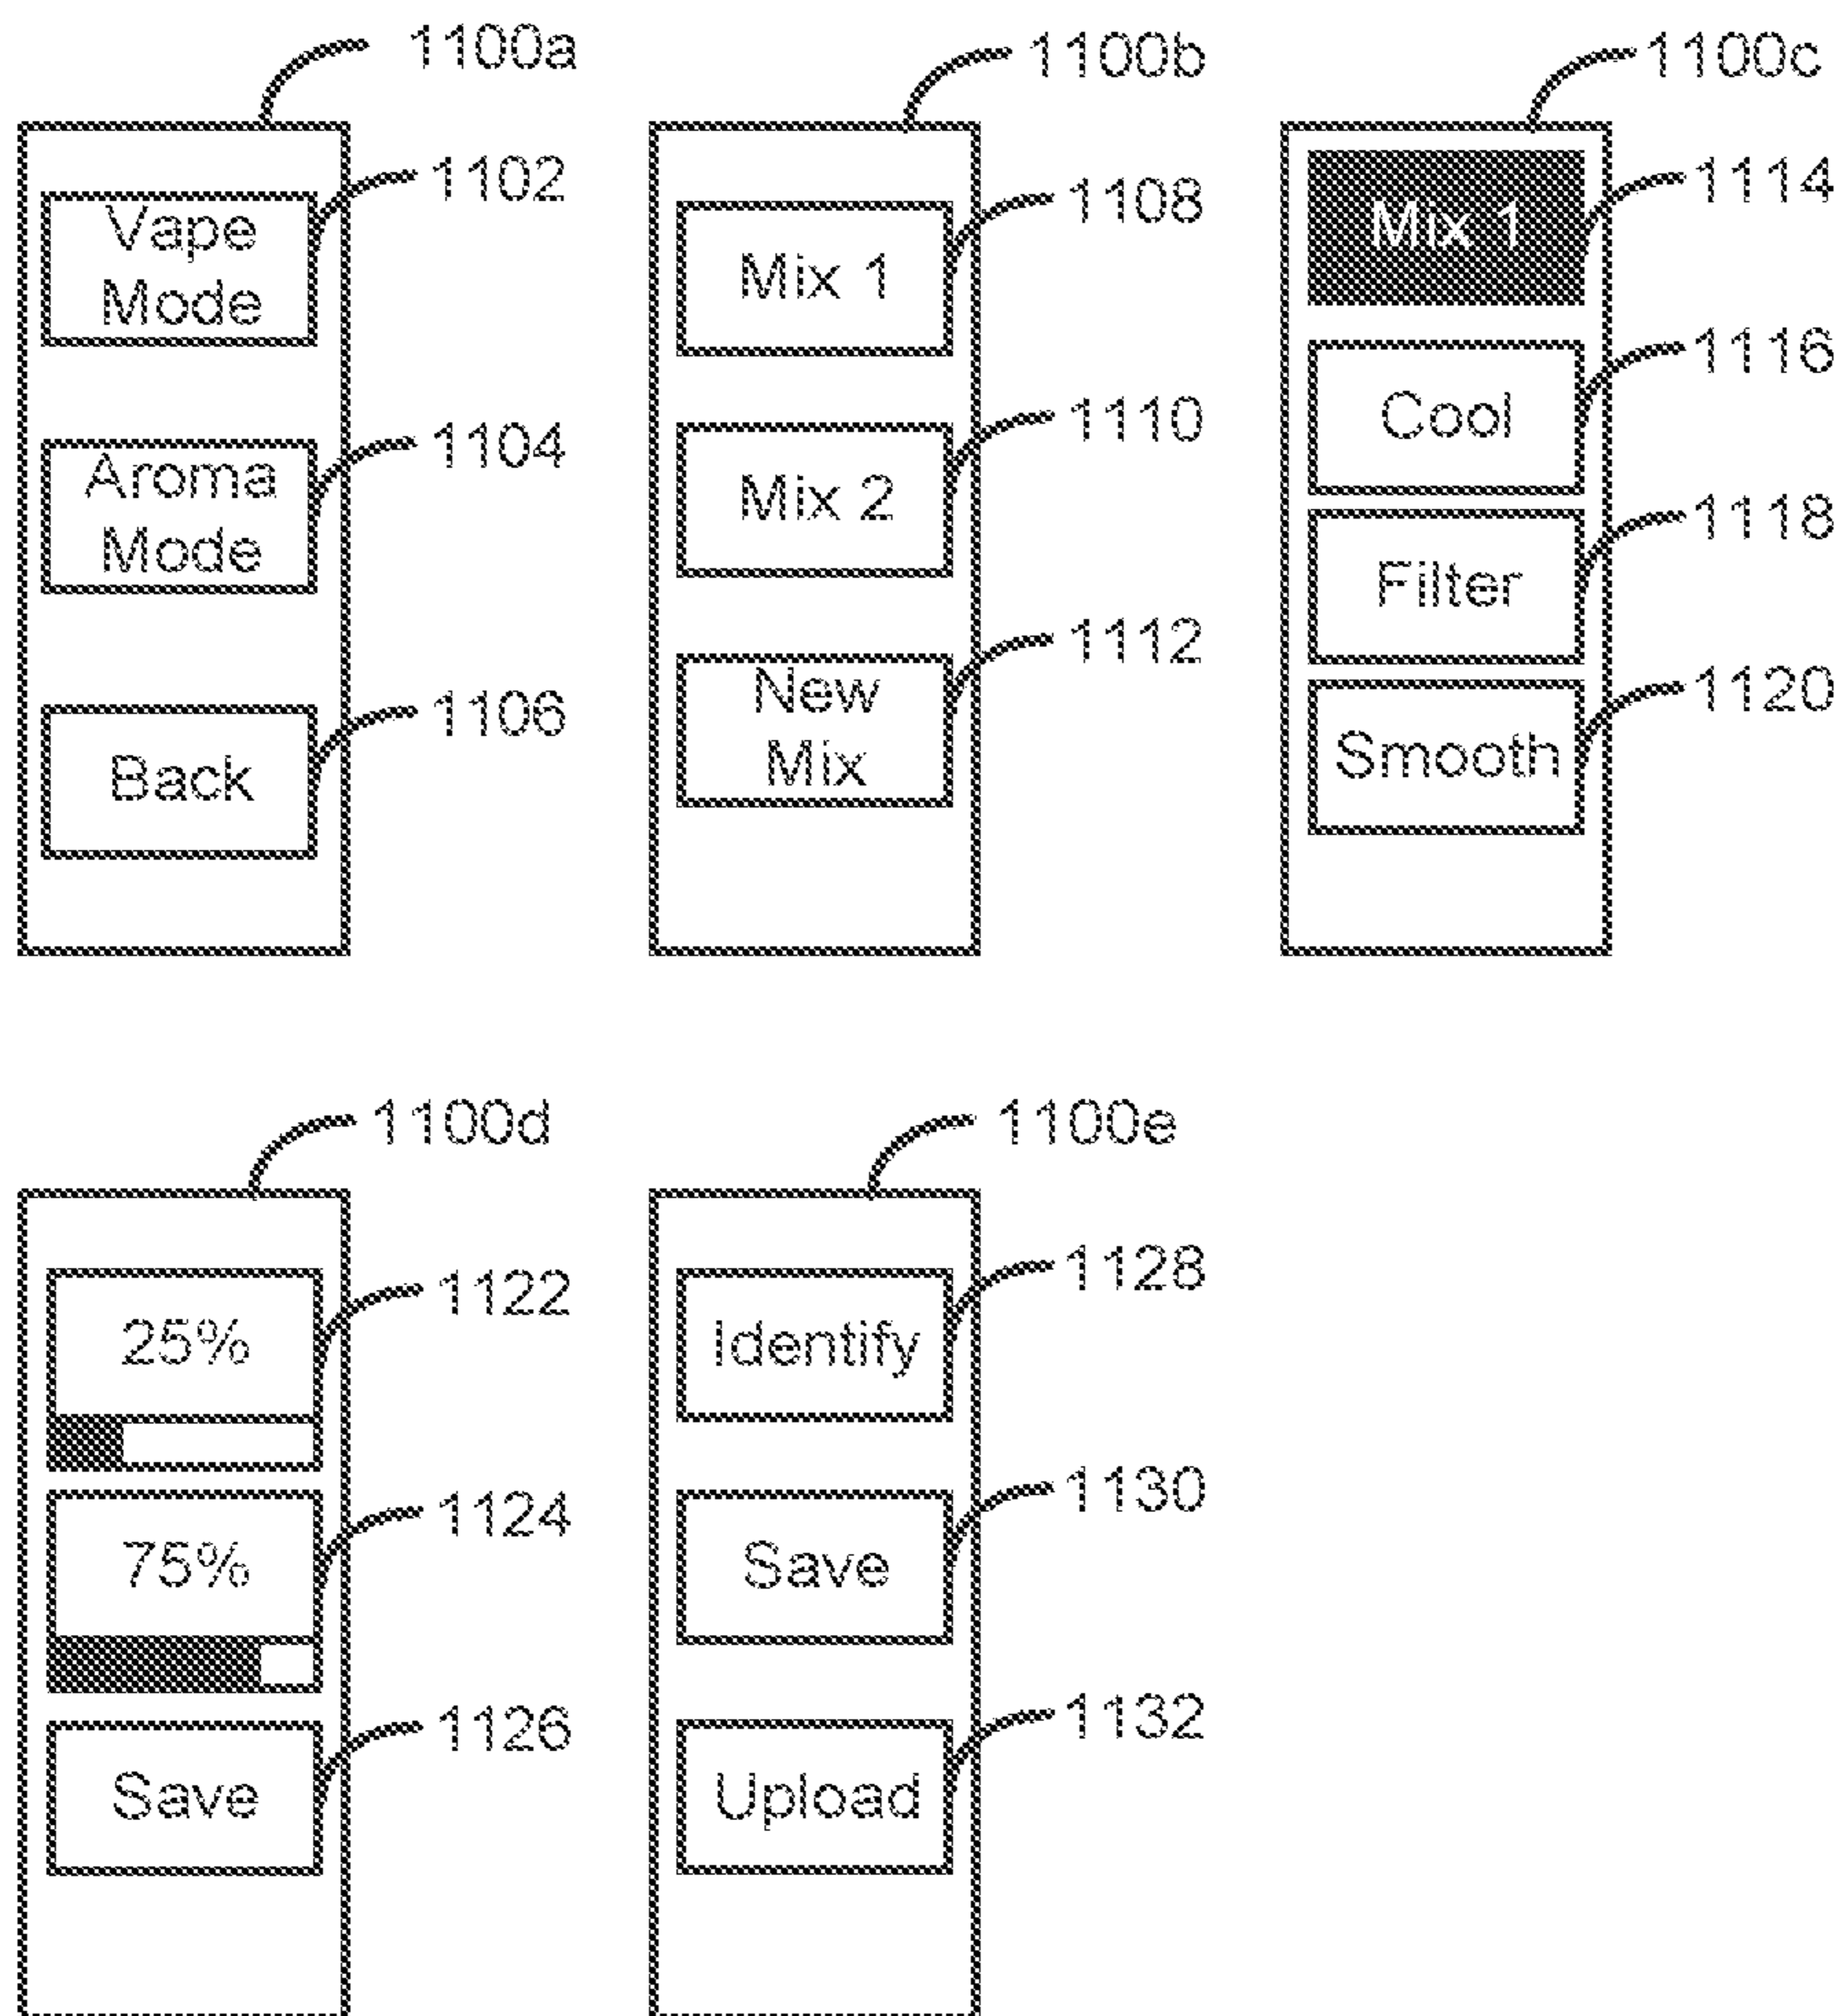 1100a
1102
Vape
Mode
1104
Aroma
Mode
1106
Back
1100b
1108
Mix 1
1110
Mix 2
1112
New
Mix
1100c
1114
Mix 1
1116
Cool
1118
Filter
1120
Smooth
1100d
1122
25%
1124
75%
1126
Save
1100e
1128
Identify
1130
Save
1132
Upload